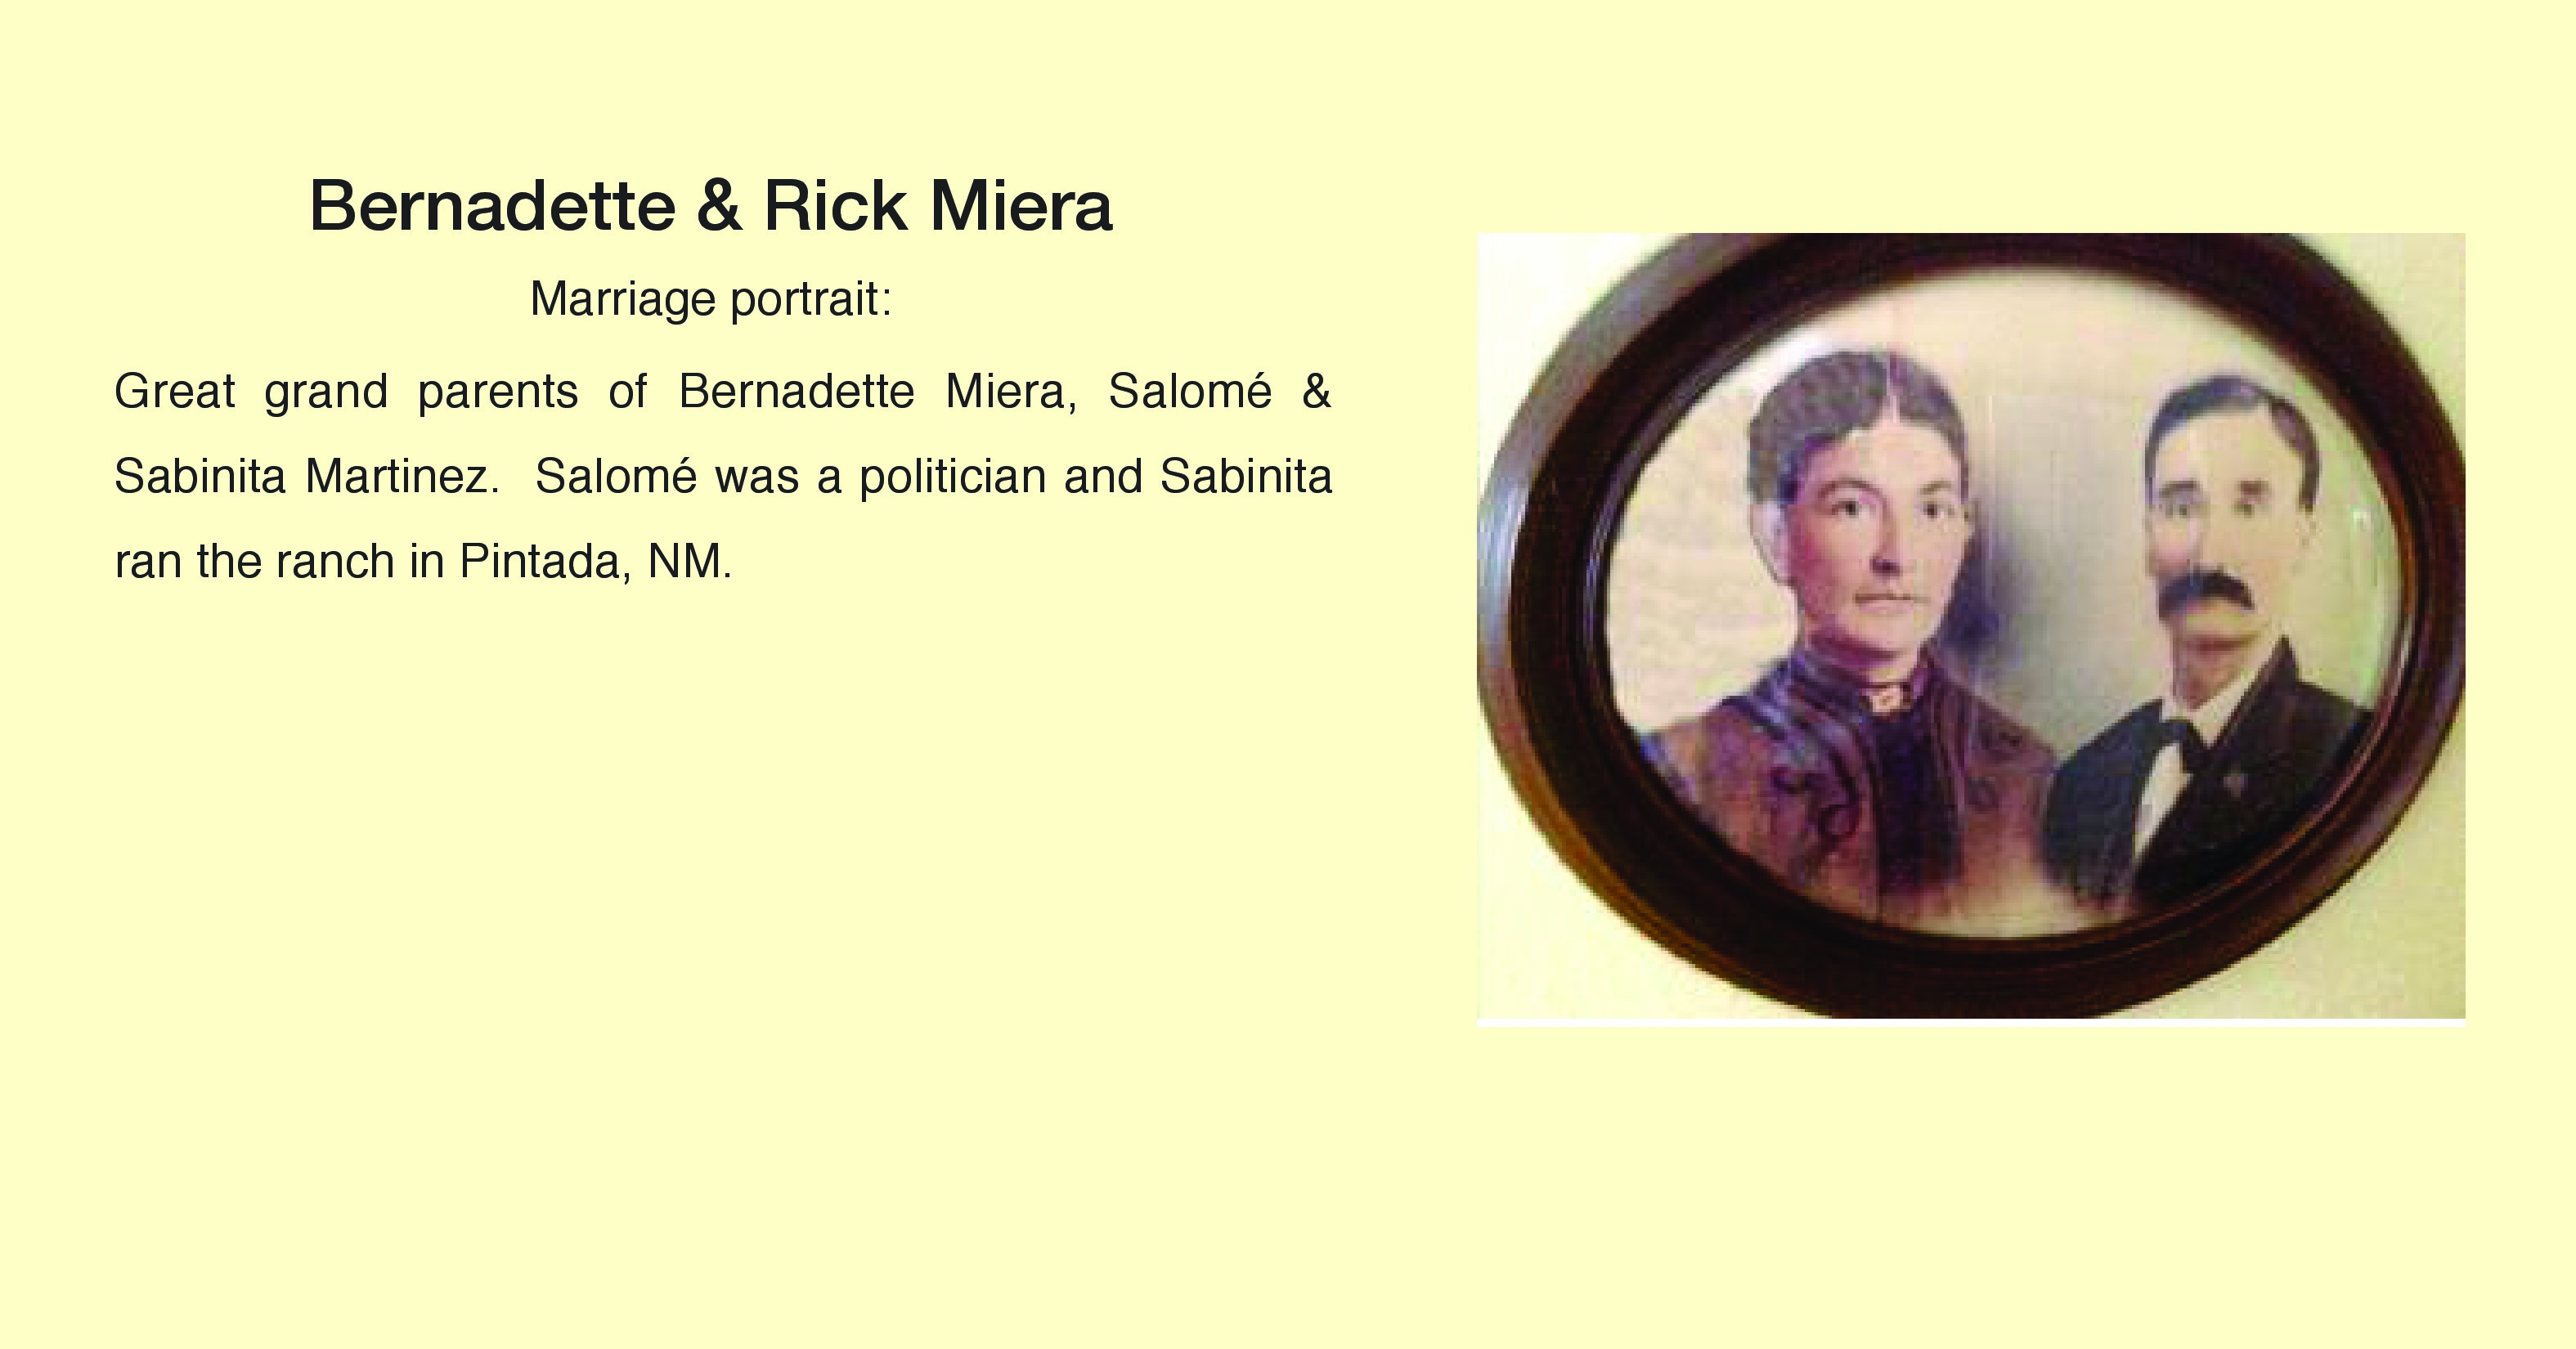 Bernadette & Rick Miera
Marriage portrait:
Great grand parents of Bernadette Miera, Salomé &
Sabinita Martinez.  Salomé was a politician and Sabinita
ran the ranch in Pintada, NM.